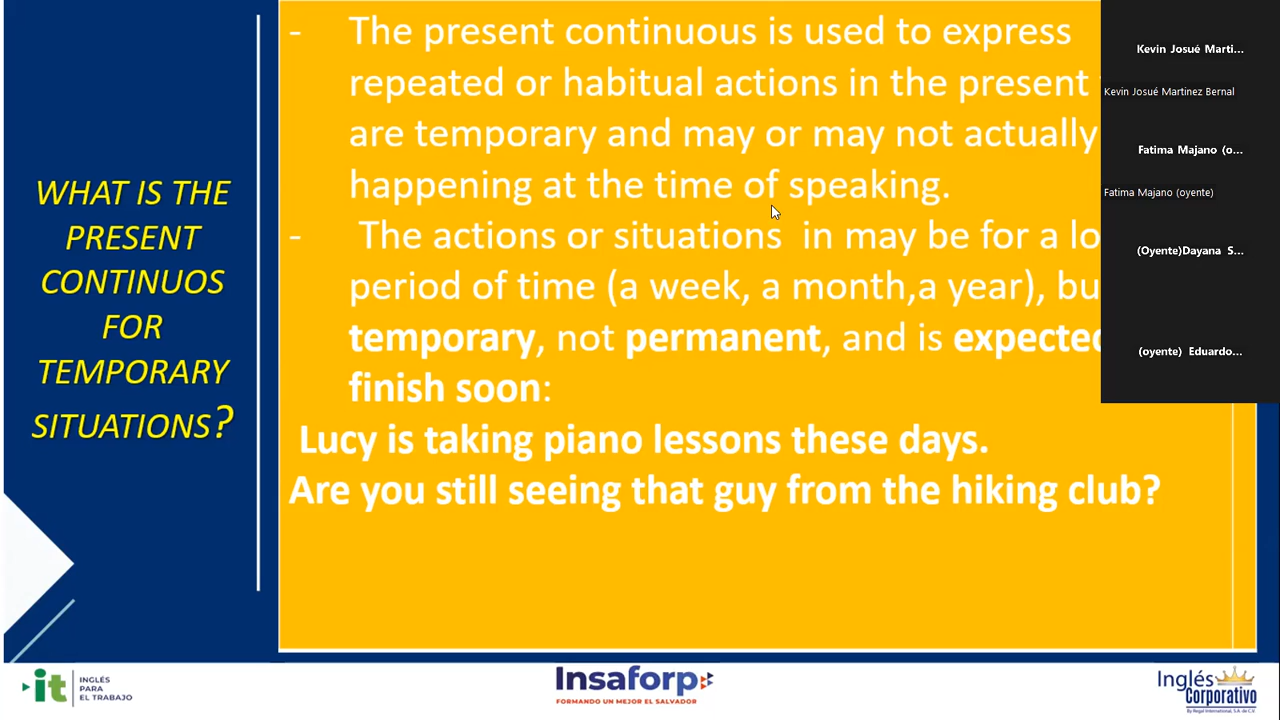 WHAT IS THE
PRESENT
CONTINUOS
FOR
TEMPORARY
SITUATIONS?
- The present continuous is used to express
repeated or habitual actions in the present
are temporary and may or may not actually
happening at the time of speaking.
- The actions or situations in may be for a
period of time (a week, a month,a year),
temporary, not permanent, and is
finish soon:
Lucy is taking piano lessons these days.
Are you still seeing that guy from the hiking club?
Kevin Josué Marti...
Kevin Josué Martinez Bernal
Fatima Majano (o...
Fatima Majano (oyente)
(Oyente)Dayana S...
(oyente) Eduardo...
it INGLÉS
PARA
EL TRABAJO
Insaforp
FORMANDO UN MEJOR EL SALVADOR
Inglés
Corporativo
By Regal International, S.A. de C.V.